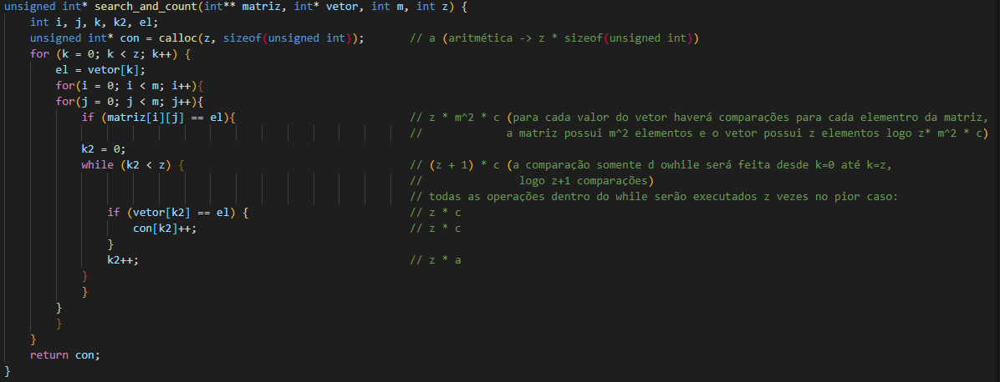 unsigned int* search_and_count(int** matriz, int* vetor, int m, int z) {
    int i, j, k, k2, el;
    unsigned int* con = calloc(z, sizeof(unsigned int));       // a (aritmética -> z * sizeof(unsigned int))
    for (k = 0; k < z; k++) {
        el = vetor[k];
        for(i = 0; i < m; i++){
        for(j = 0; j < m; j++){
            if (matriz[i][j] == el){                           // z * m^2 * c (para cada valor do vetor haverá comparações para cada elementro da matriz,
                                                               //             a matriz possui m^2 elementos e o vetor possui z elementos logo z* m^2 * c)
            k2 = 0;
            while (k2 < z) {                                   // (z + 1) * c (a comparação somente d owhile será feita desde k=0 até k=z,
                                                               //               logo z+1 comparações)
                                                               // todas as operações dentro do while serão executados z vezes no pior caso:
                if (vetor[k2] == el) {                         // z * c
                    con[k2]++;                                 // z * c
                }
                k2++;                                          // z * a
            }
            }
        }
        }
    }
    return con;
}